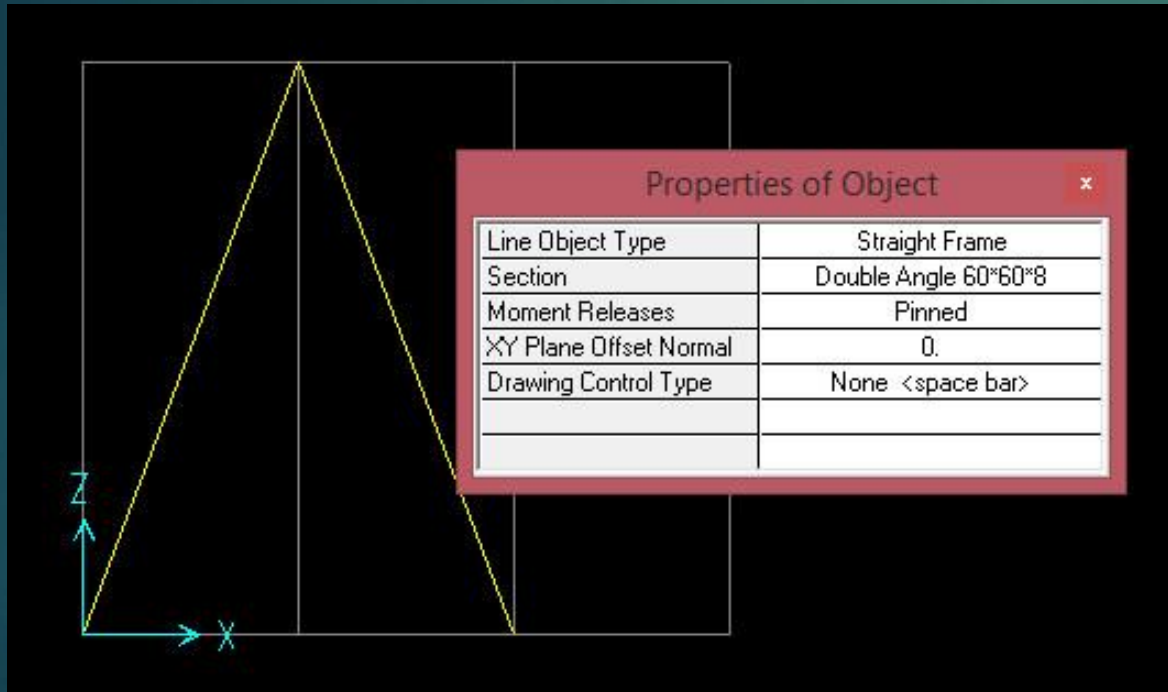 Properties of Object
x
Line Object Type Straight Frame
Section Double Angle 60*60*8
Moment Releases Pinned
XY Plane Offset Normal 0.
Drawing Control Type None <space bar>
Z
X